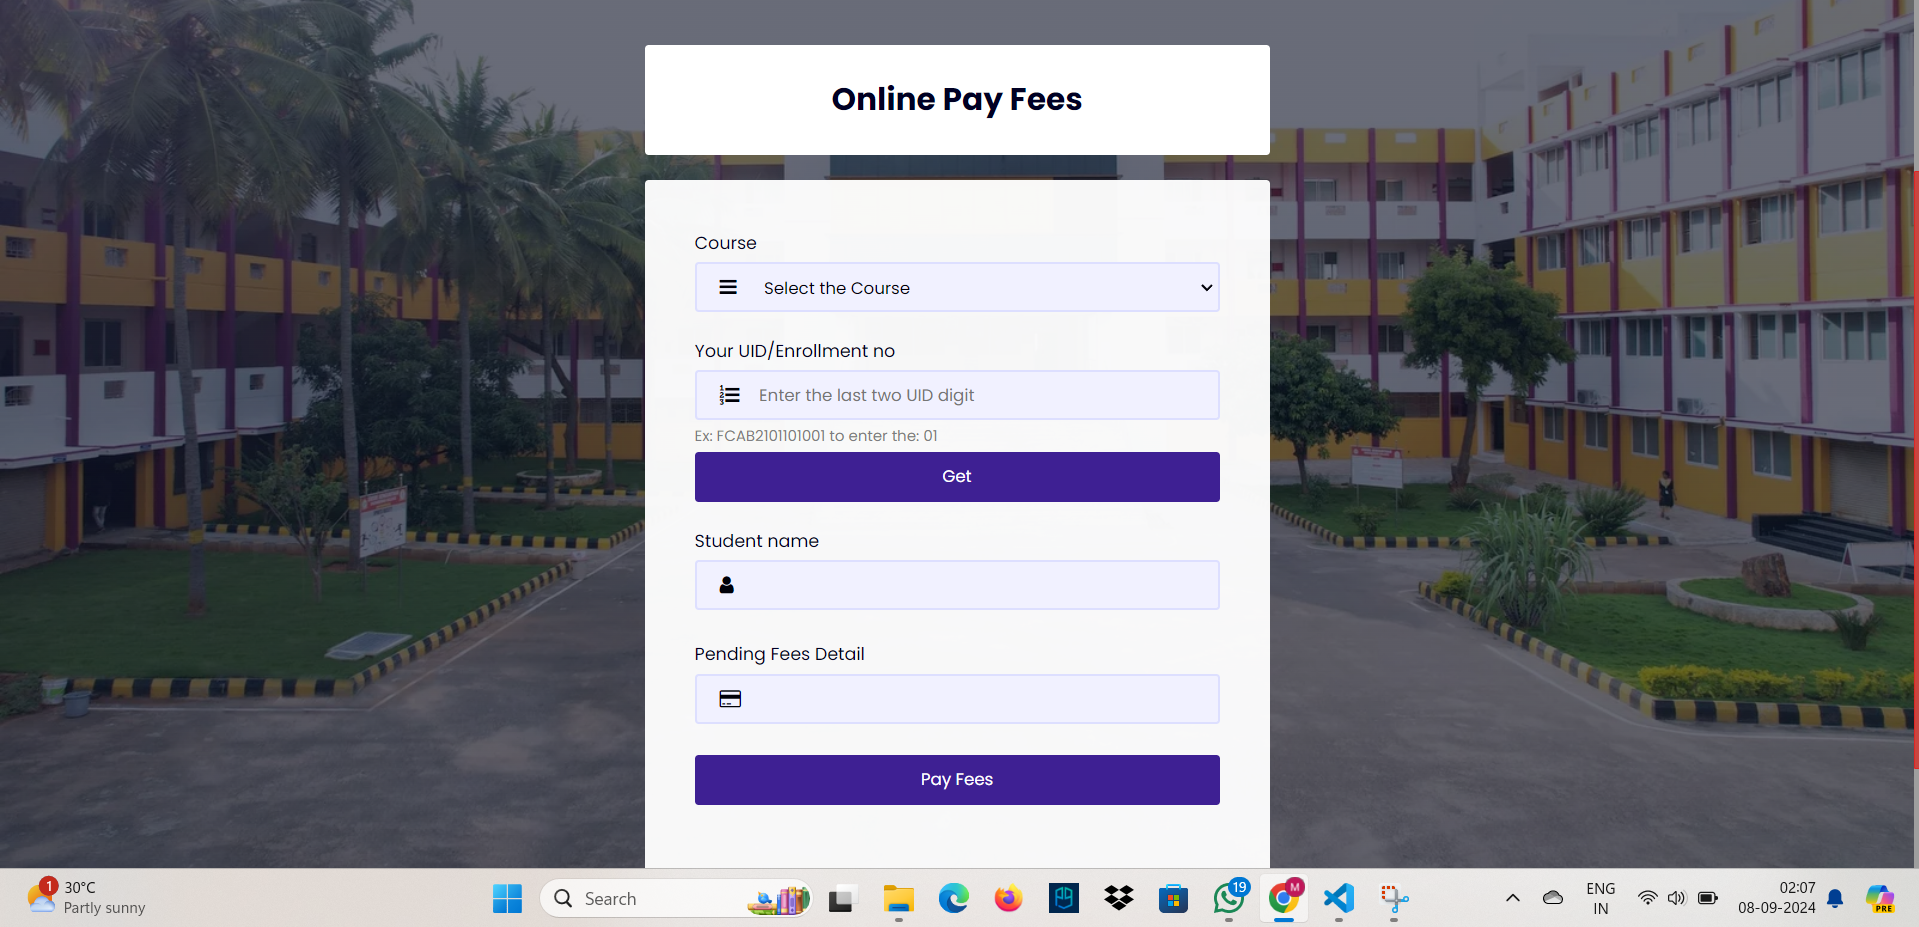 Online Pay Fees
Course
Select the Course
Your UID/Enrollment no
Enter the last two UID digit
Ex: FCAB2101101001 to enter the: 01
Get
Student name
Pending Fees Detail
Pay Fees
1
30°C
Partly sunny
Search
19
M
ENG
IN
02:07
08-09-2024
PRE